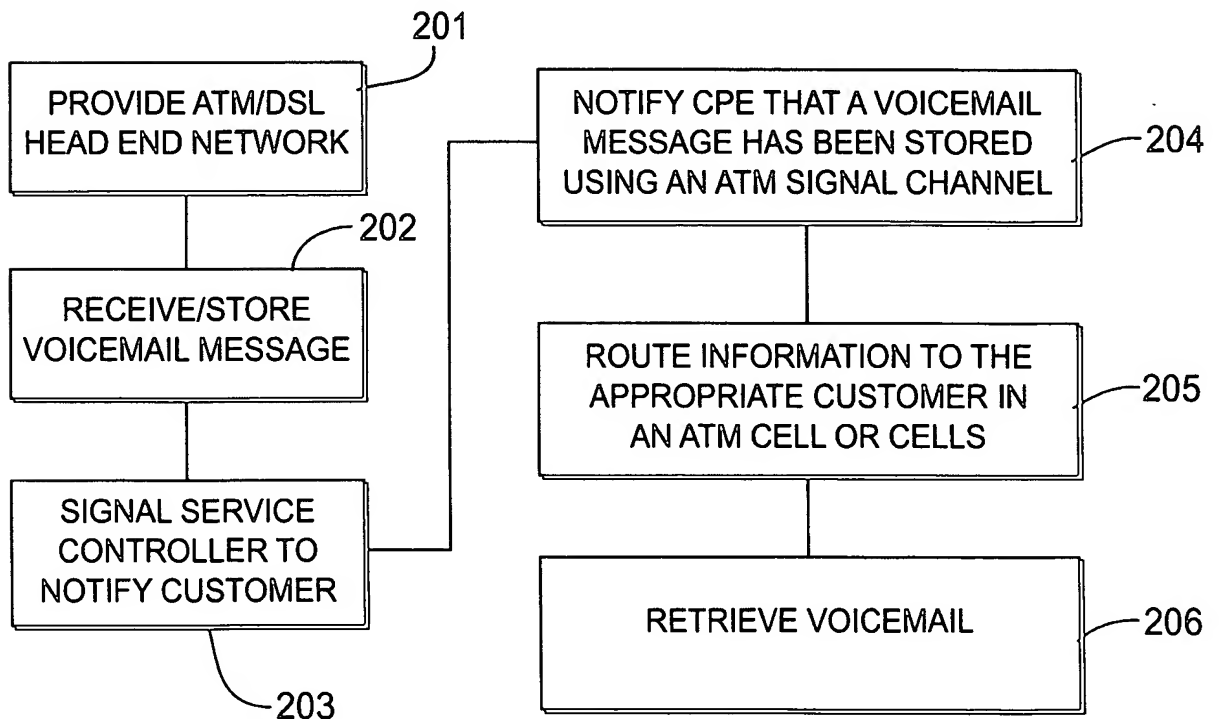 201
PROVIDE ATM/DSL
HEAD END NETWORK
202
RECEIVE/STORE
VOICEMAIL MESSAGE
SIGNAL SERVICE
CONTROLLER TO
NOTIFY CUSTOMER
203
NOTIFY CPE THAT A VOICEMAIL
MESSAGE HAS BEEN STORED
USING AN ATM SIGNAL CHANNEL
204
ROUTE INFORMATION TO THE
APPROPRIATE CUSTOMER IN
AN ATM CELL OR CELLS
205
RETRIEVE VOICEMAIL
206